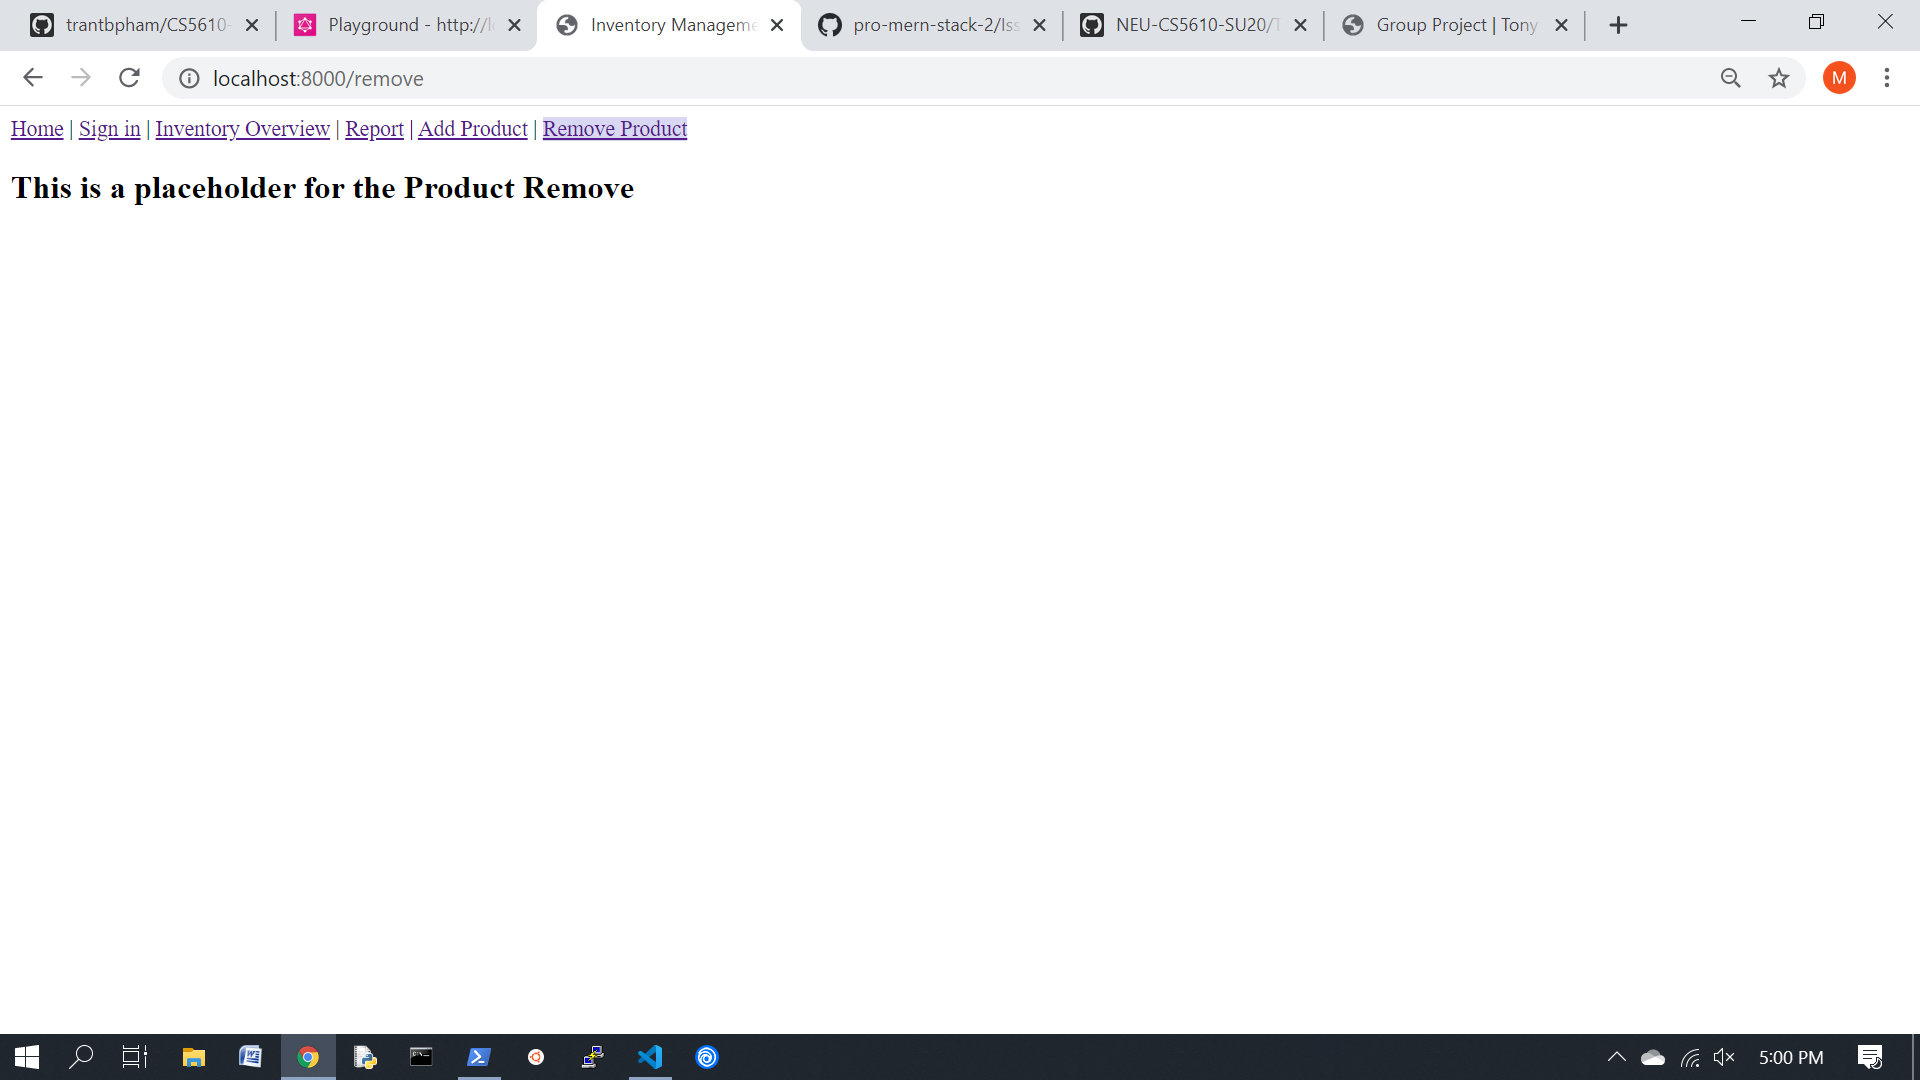 trantbpham/CS5610-
Playground - http://lo
Inventory Manageme
pro-mern-stack-2/Iss
NEU-CS5610-SU20/T
Group Project | Tony
localhost:8000/remove
M
Home | Sign in | Inventory Overview | Report | Add Product | Remove Product
This is a placeholder for the Product Remove
5:00 PM